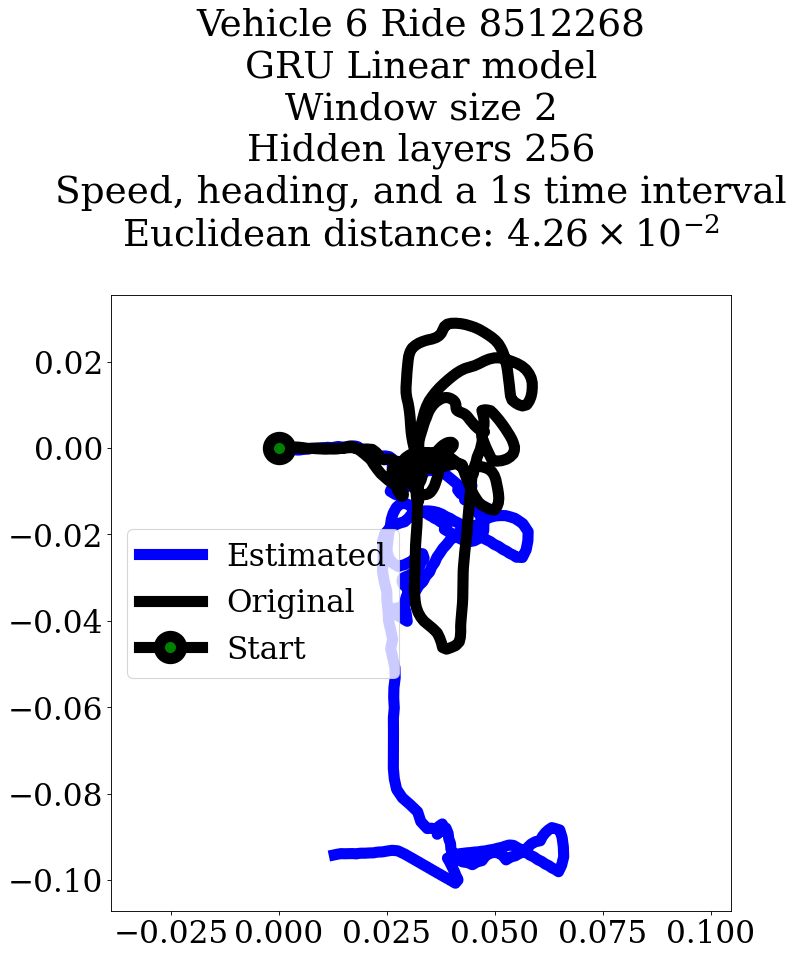 Vehicle 6 Ride 8512268
GRU Linear model
Window size 2
Hidden layers 256
Speed, heading, and a 1s time interval
Euclidean distance: 4.26 × 10⁻²
0.02
0.00
−0.02
−0.04
−0.06
−0.08
−0.10
Estimated
Original
Start
−0.025 0.000 0.025 0.050 0.075 0.100